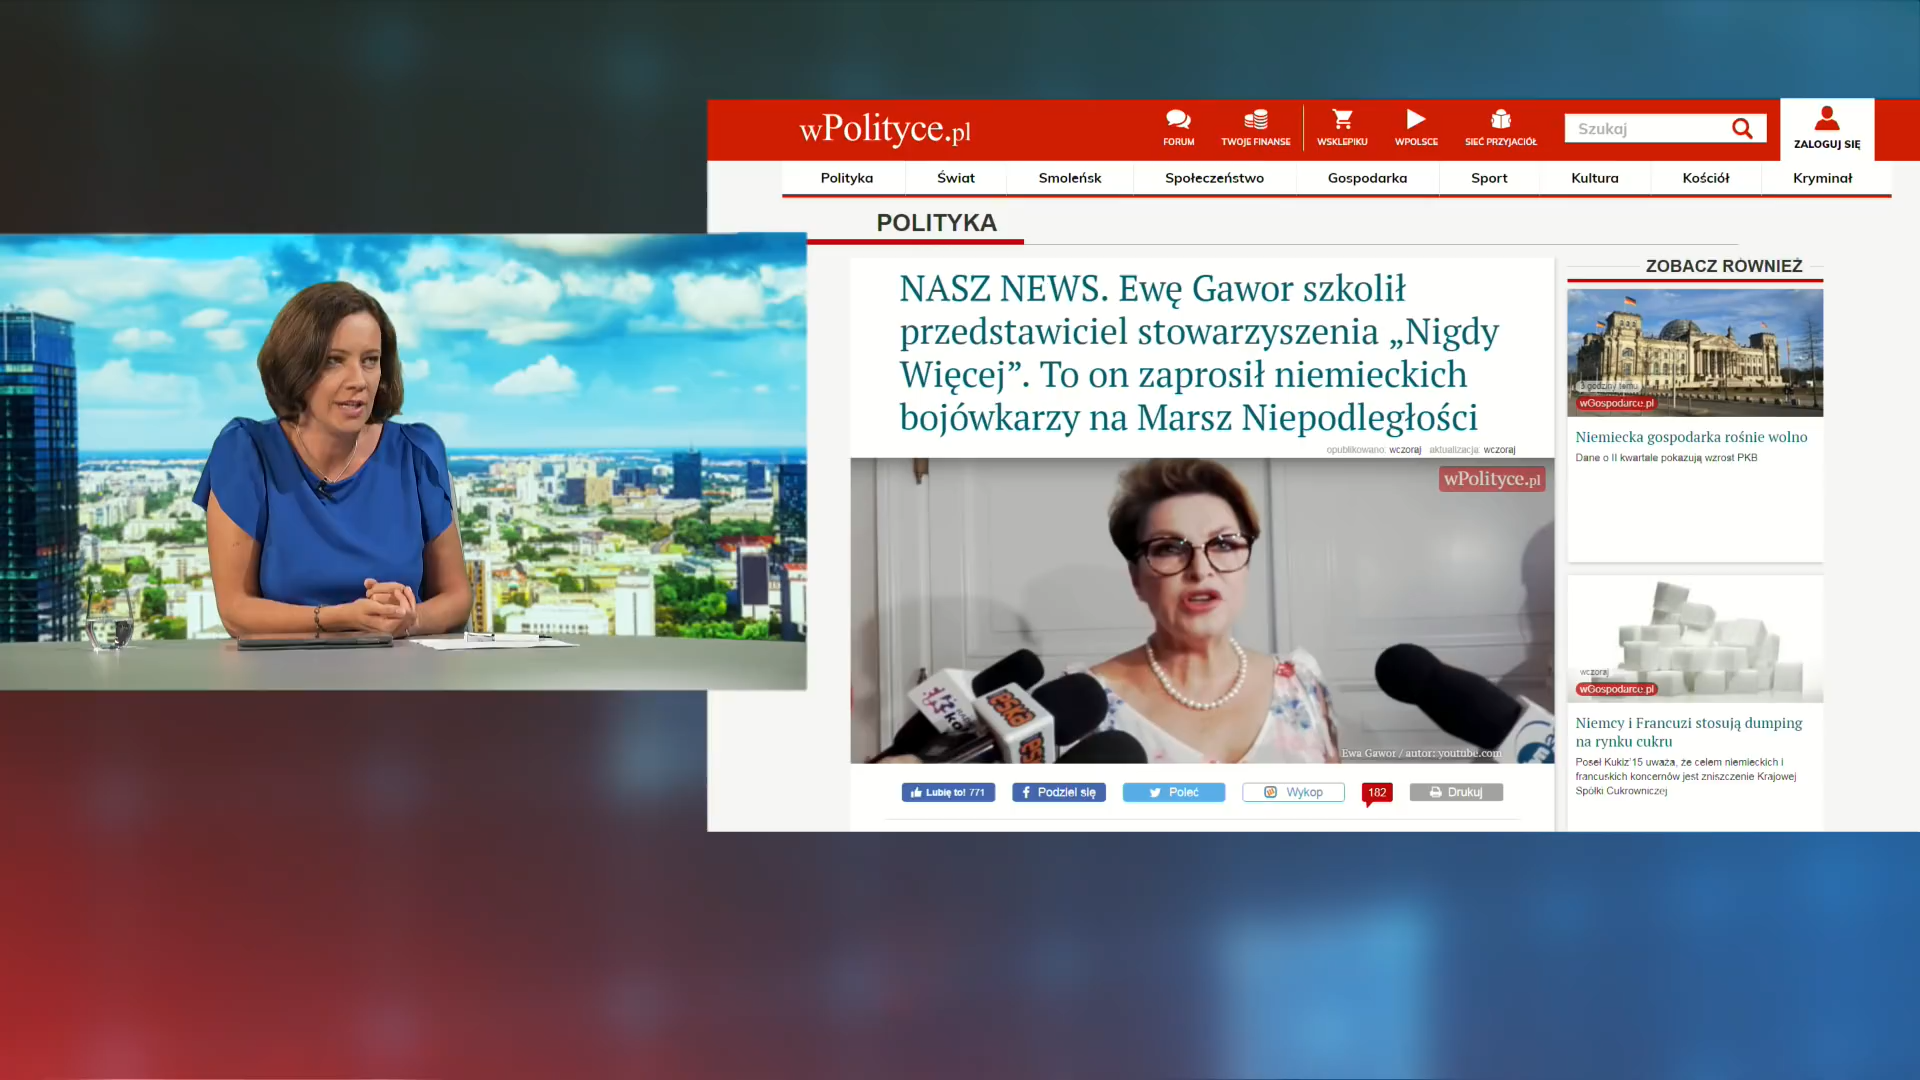 wPolityce.pl
FORUM
TWOJE FINANSE
WSKLEPIKU
WPOLSCE
SIEĆ PRZYJACIÓŁ
Szukaj
ZALOGUJ SIĘ
Polityka
Świat
Smoleńsk
Społeczeństwo
Gospodarka
Sport
Kultura
Kościół
Kryminał
POLITYKA
NASZ NEWS. Ewę Gawor szkolił
przedstawiciel stowarzyszenia „Nigdy
Więcej”. To on zaprosił niemieckich
bojówkarzy na Marsz Niepodległości
opublikowano: wczoraj aktualizacja: wczoraj
wPolityce.pl
Ewa Gawor / autor: youtube.com
Lubię to! 771
Podziel się
Poleć
Wykop
182
Drukuj
ZOBACZ RÓWNIEŻ
3 godziny temu
wGospodarce.pl
Niemiecka gospodarka rośnie wolno
Dane o II kwartale pokazują wzrost PKB
wczoraj
wGospodarce.pl
Niemcy i Francuzi stosują dumping
na rynku cukru
Poseł Kukiz'15 uważa, że celem niemieckich i
francuskich koncernów jest zniszczenie Krajowej
Spółki Cukrowniczej